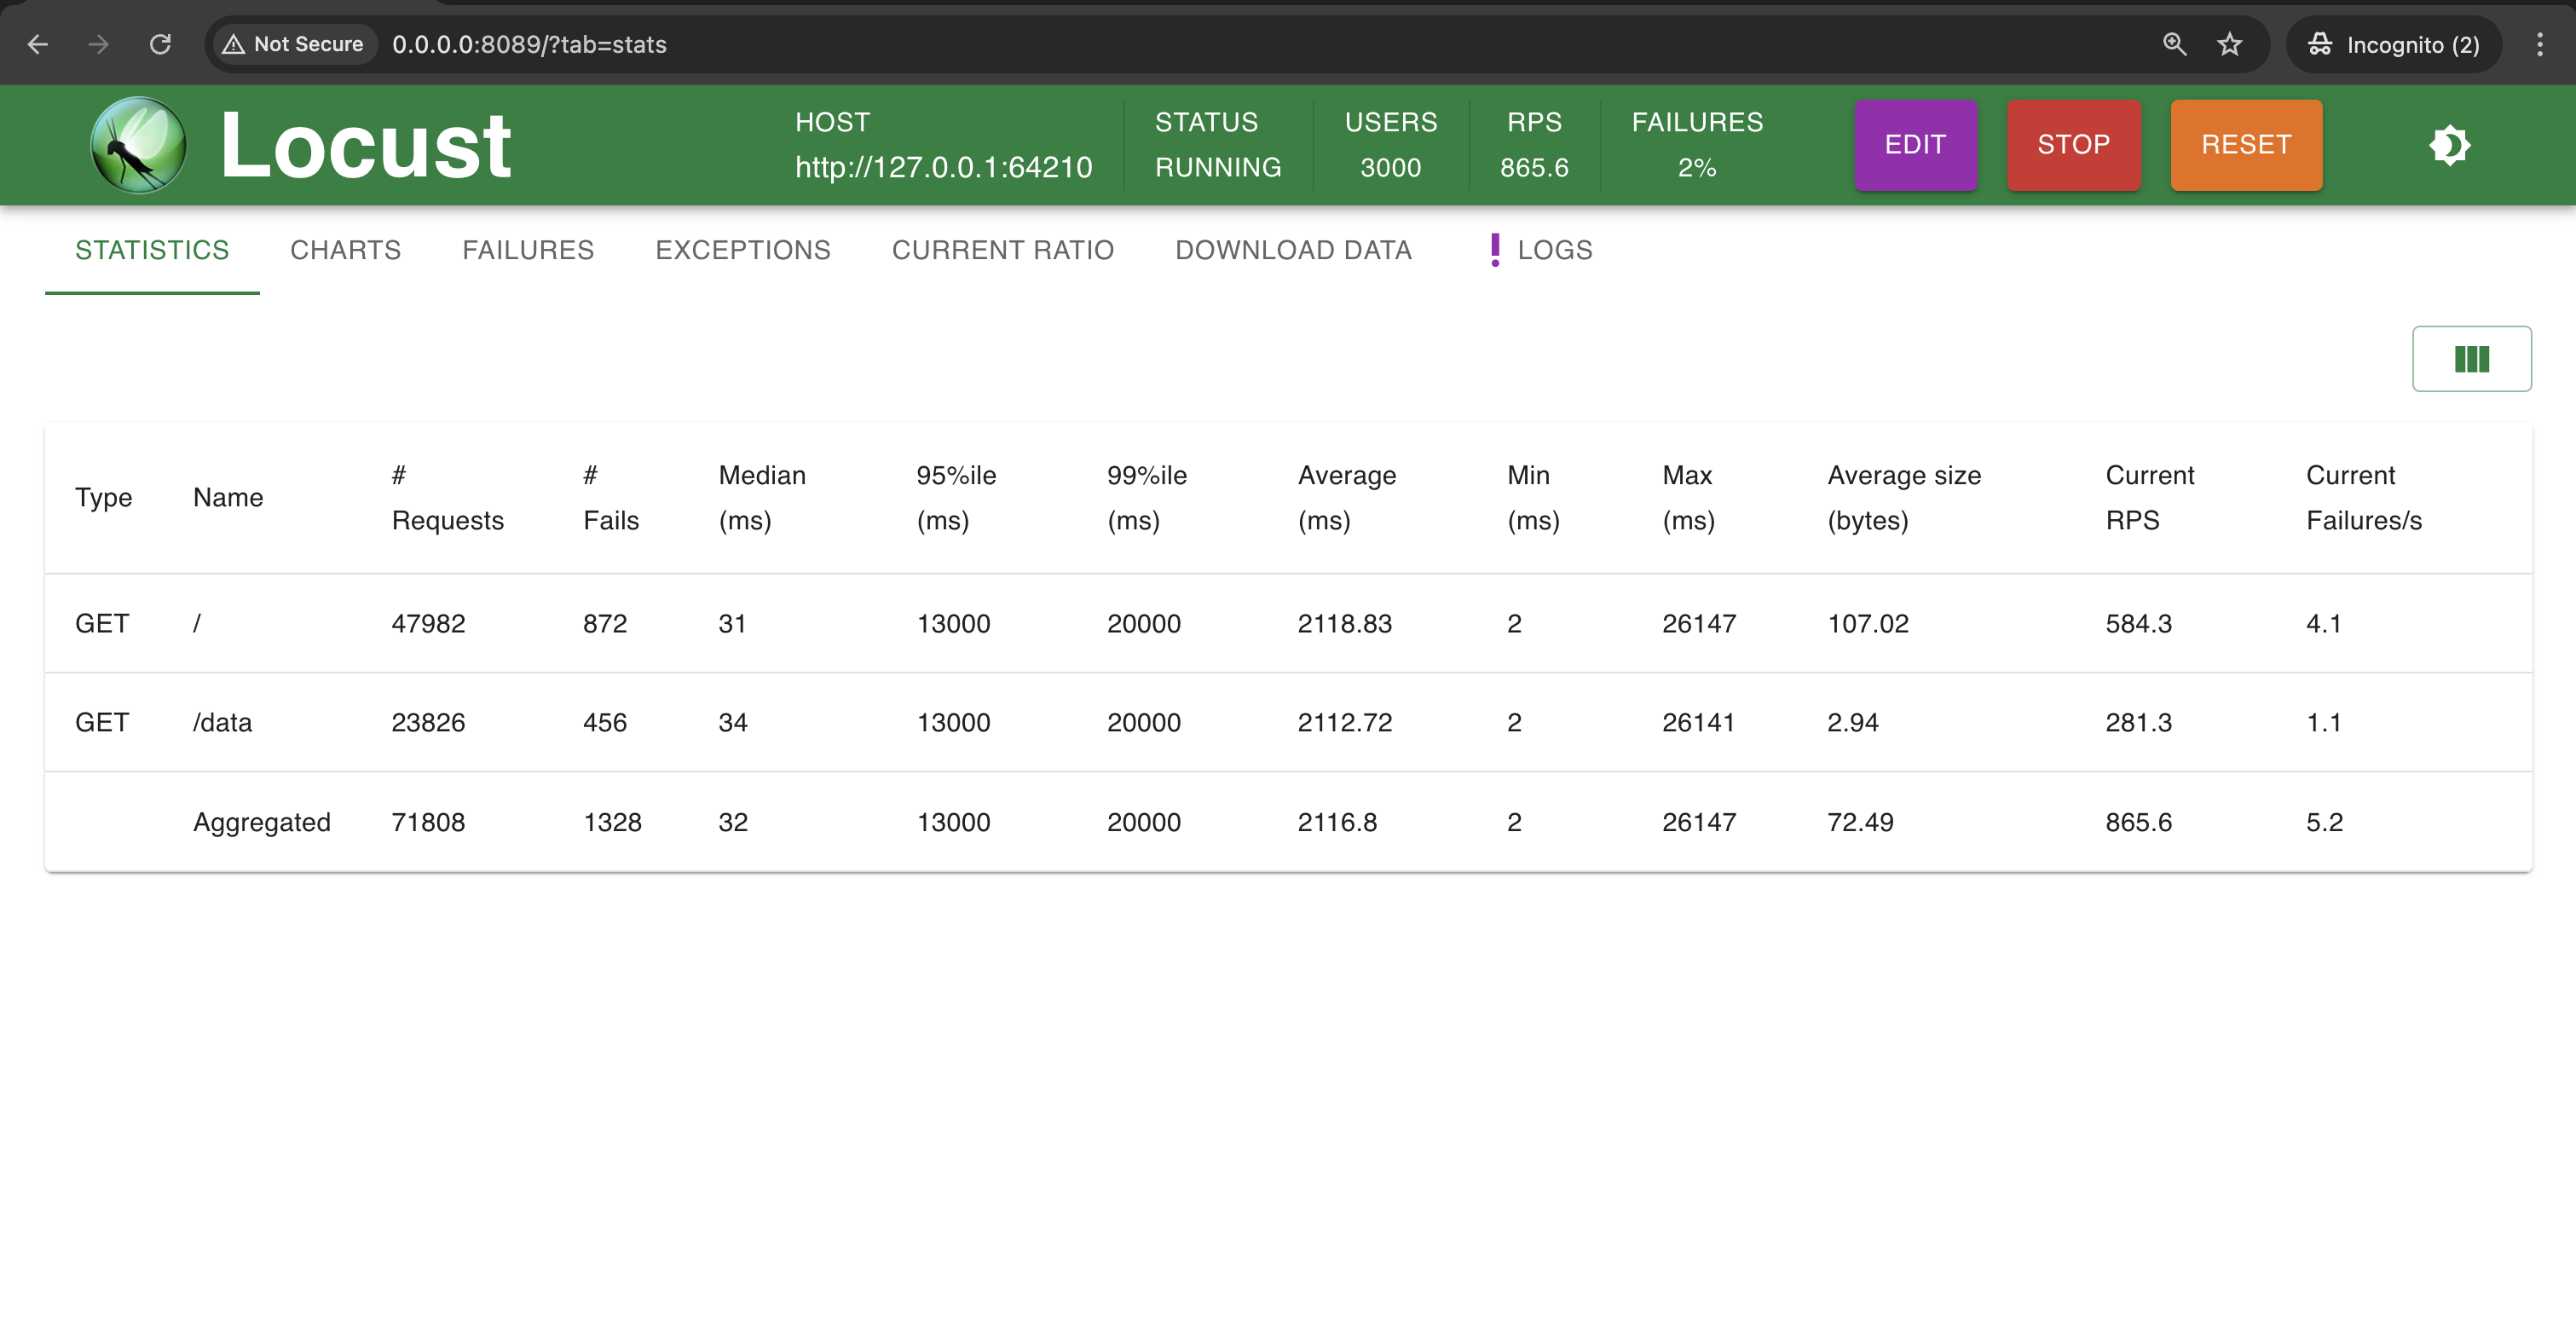 Not Secure 0.0.0.0:8089/?tab=stats Incognito (2)
Locust
HOST STATUS USERS RPS FAILURES
http://127.0.0.1:64210 RUNNING 3000 865.6 2%
EDIT STOP RESET
STATISTICS CHARTS FAILURES EXCEPTIONS CURRENT RATIO DOWNLOAD DATA LOGS
Type Name # Requests # Fails Median (ms) 95%ile (ms) 99%ile (ms) Average (ms) Min (ms) Max (ms) Average size (bytes) Current RPS Current Failures/s
GET / 47982 872 31 13000 20000 2118.83 2 26147 107.02 584.3 4.1
GET /data 23826 456 34 13000 20000 2112.72 2 26141 2.94 281.3 1.1
Aggregated 71808 1328 32 13000 20000 2116.8 2 26147 72.49 865.6 5.2